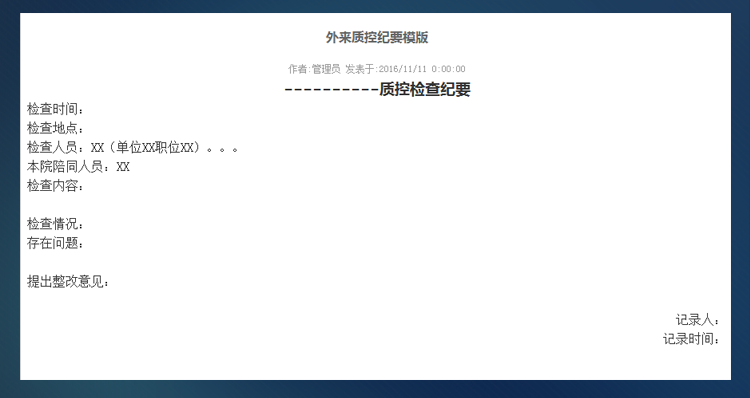 外来质控纪要模版
作者:管理员 发表于:2016/11/11 0:00:00
----------质控检查纪要
检查时间：
检查地点：
检查人员：XX（单位XX职位XX）。。。
本院陪同人员：XX
检查内容：
检查情况：
存在问题：
提出整改意见：
记录人：
记录时间：